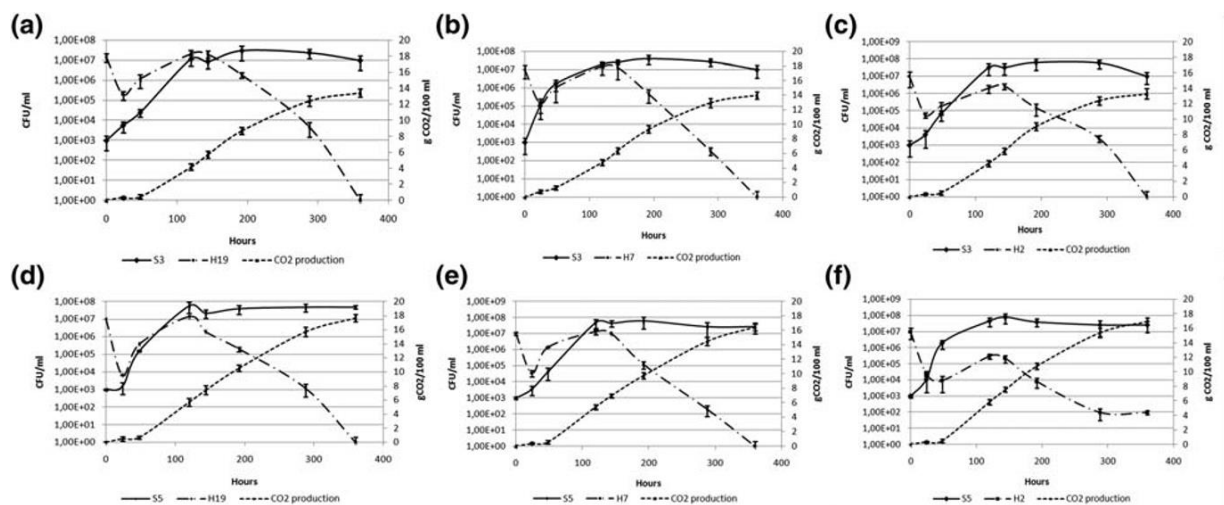 (a)
1,00E+08
1,00E+07
1,00E+06
1,00E+05
1,00E+04
1,00E+03
1,00E+02
1,00E+01
1,00E+00
CFU/ml
20
18
16
14
12
10
8
6
4
2
0
g CO2/100 ml
0 100 200 300 400
Hours
S3 H19 CO2 production
(b)
1,00E+08
1,00E+07
1,00E+06
1,00E+05
1,00E+04
1,00E+03
1,00E+02
1,00E+01
1,00E+00
CFU/ml
20
18
16
14
12
10
8
6
4
2
0
g CO2/100 ml
0 100 200 300 400
Hours
S3 H7 CO2 production
(c)
1,00E+09
1,00E+08
1,00E+07
1,00E+06
1,00E+05
1,00E+04
1,00E+03
1,00E+02
1,00E+01
1,00E+00
CFU/ml
20
18
16
14
12
10
8
6
4
2
0
g CO2/100 ml
0 100 200 300 400
Hours
S3 H2 CO2 production
(d)
1,00E+08
1,00E+07
1,00E+06
1,00E+05
1,00E+04
1,00E+03
1,00E+02
1,00E+01
1,00E+00
CFU/ml
20
18
16
14
12
10
8
6
4
2
0
gCO2/100 ml
0 100 200 300 400
Hours
S5 H19 CO2 production
(e)
1,00E+09
1,00E+08
1,00E+07
1,00E+06
1,00E+05
1,00E+04
1,00E+03
1,00E+02
1,00E+01
1,00E+00
CFU/ml
20
18
16
14
12
10
8
6
4
2
0
gCO2/100 ml
0 100 200 300 400
Hours
S5 H7 CO2 production
(f)
1,00E+09
1,00E+08
1,00E+07
1,00E+06
1,00E+05
1,00E+04
1,00E+03
1,00E+02
1,00E+01
1,00E+00
CFU/ml
20
18
16
14
12
10
8
6
4
2
0
gCO2/100 ml
0 100 200 300 400
Hours
S5 H2 CO2 production